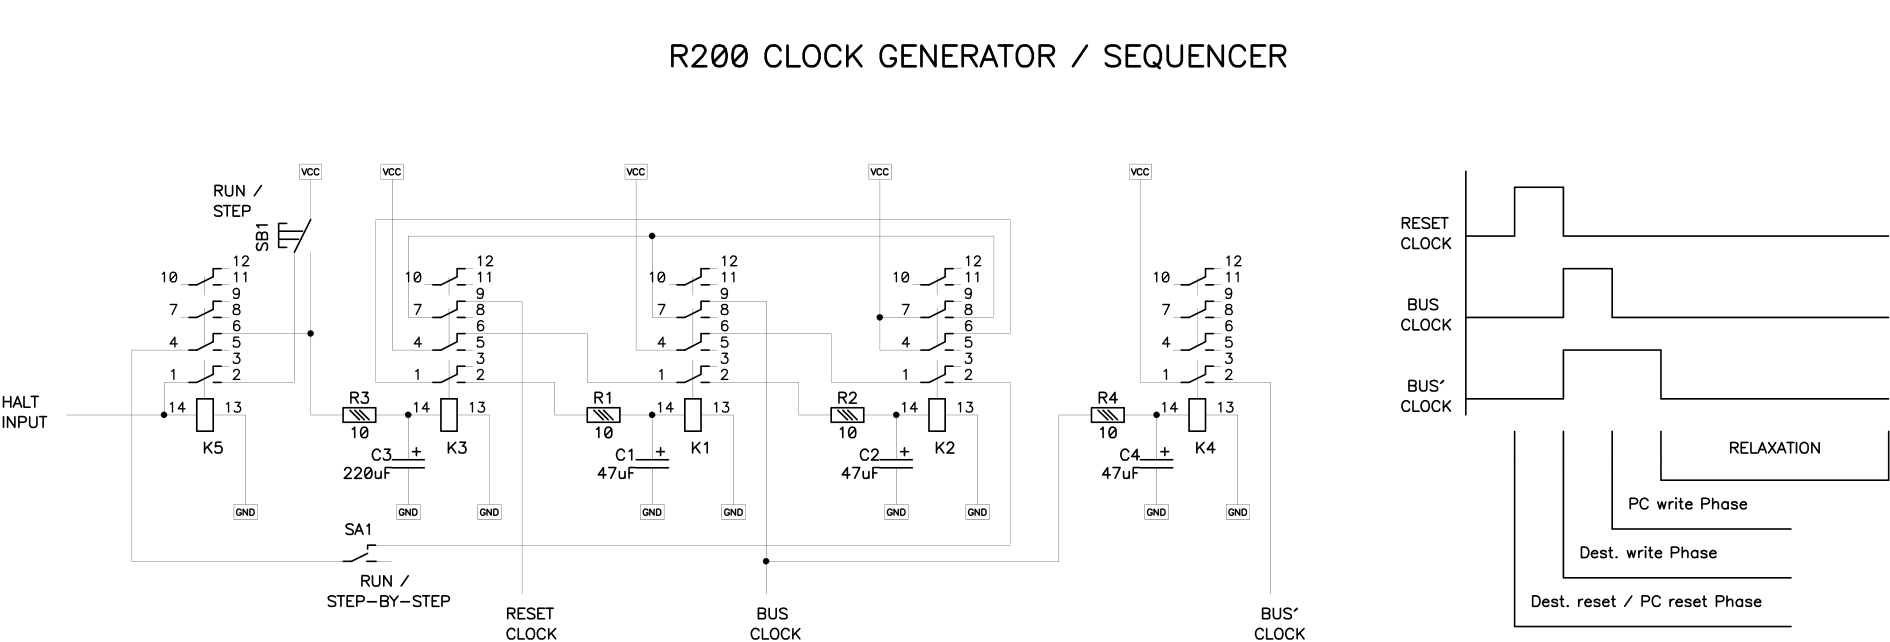 R200 CLOCK GENERATOR / SEQUENCER
VCC VCC VCC VCC VCC
RUN /
STEP
SB1
12 12 12 12 12
10 11 10 11 10 11 10 11 10 11
9 9 9 9 9
7 8 7 8 7 8 7 8 7 8
6 6 6 6 6
4 5 4 5 4 5 4 5 4 5
3 3 3 3 3
1 2 1 2 1 2 1 2 1 2
HALT
INPUT
14 13 R3 14 13 R1 14 13 R2 14 13 R4 14 13
10 10 10 10
K5 K3 K1 K2 K4
C3 + C1 + C2 + C4 +
220uF 47uF 47uF 47uF
GND GND GND GND GND GND GND GND GND
SA1
RUN /
STEP-BY-STEP
RESET
CLOCK
BUS
CLOCK
BUS'
CLOCK
RESET
CLOCK
BUS
CLOCK
BUS'
CLOCK
RELAXATION
PC write Phase
Dest. write Phase
Dest. reset / PC reset Phase